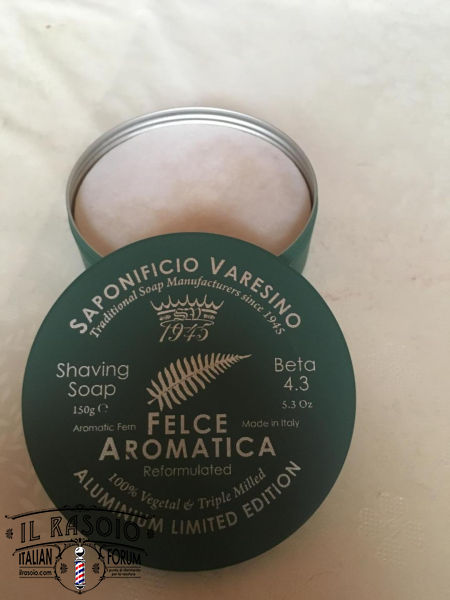 SAPONIFICIO VARESINO
Traditional Soap Manufacturers since 1945
SV
1945
Shaving
Soap
150g ℮
Beta
4.3
5.3 Oz
Aromatic Fern
FELCE
Made in Italy
AROMATICA
Reformulated
100% Vegetal & Triple Milled
ALUMINIUM LIMITED EDITION
IL RASOIO
ITALIAN FORUM
ilrasoio.com